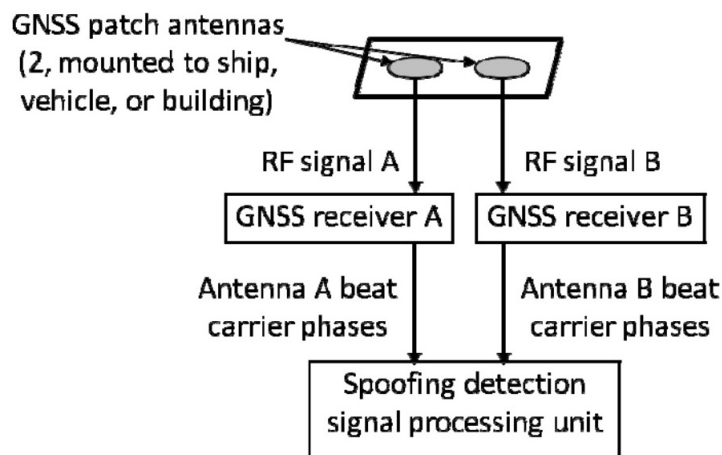 GNSS patch antennas
(2, mounted to ship,
vehicle, or building)
RF signal A
RF signal B
GNSS receiver A
GNSS receiver B
Antenna A beat
carrier phases
Antenna B beat
carrier phases
Spoofing detection
signal processing unit